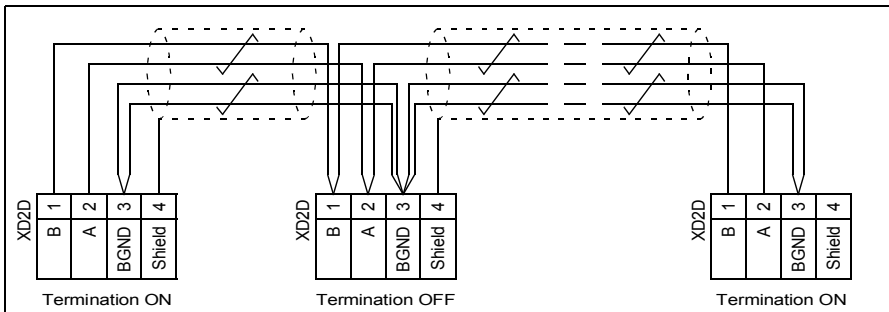 XD2D 1 2 3 4
B A BGND Shield
Termination ON
XD2D 1 2 3 4
B A BGND Shield
Termination OFF
XD2D 1 2 3 4
B A BGND Shield
Termination ON